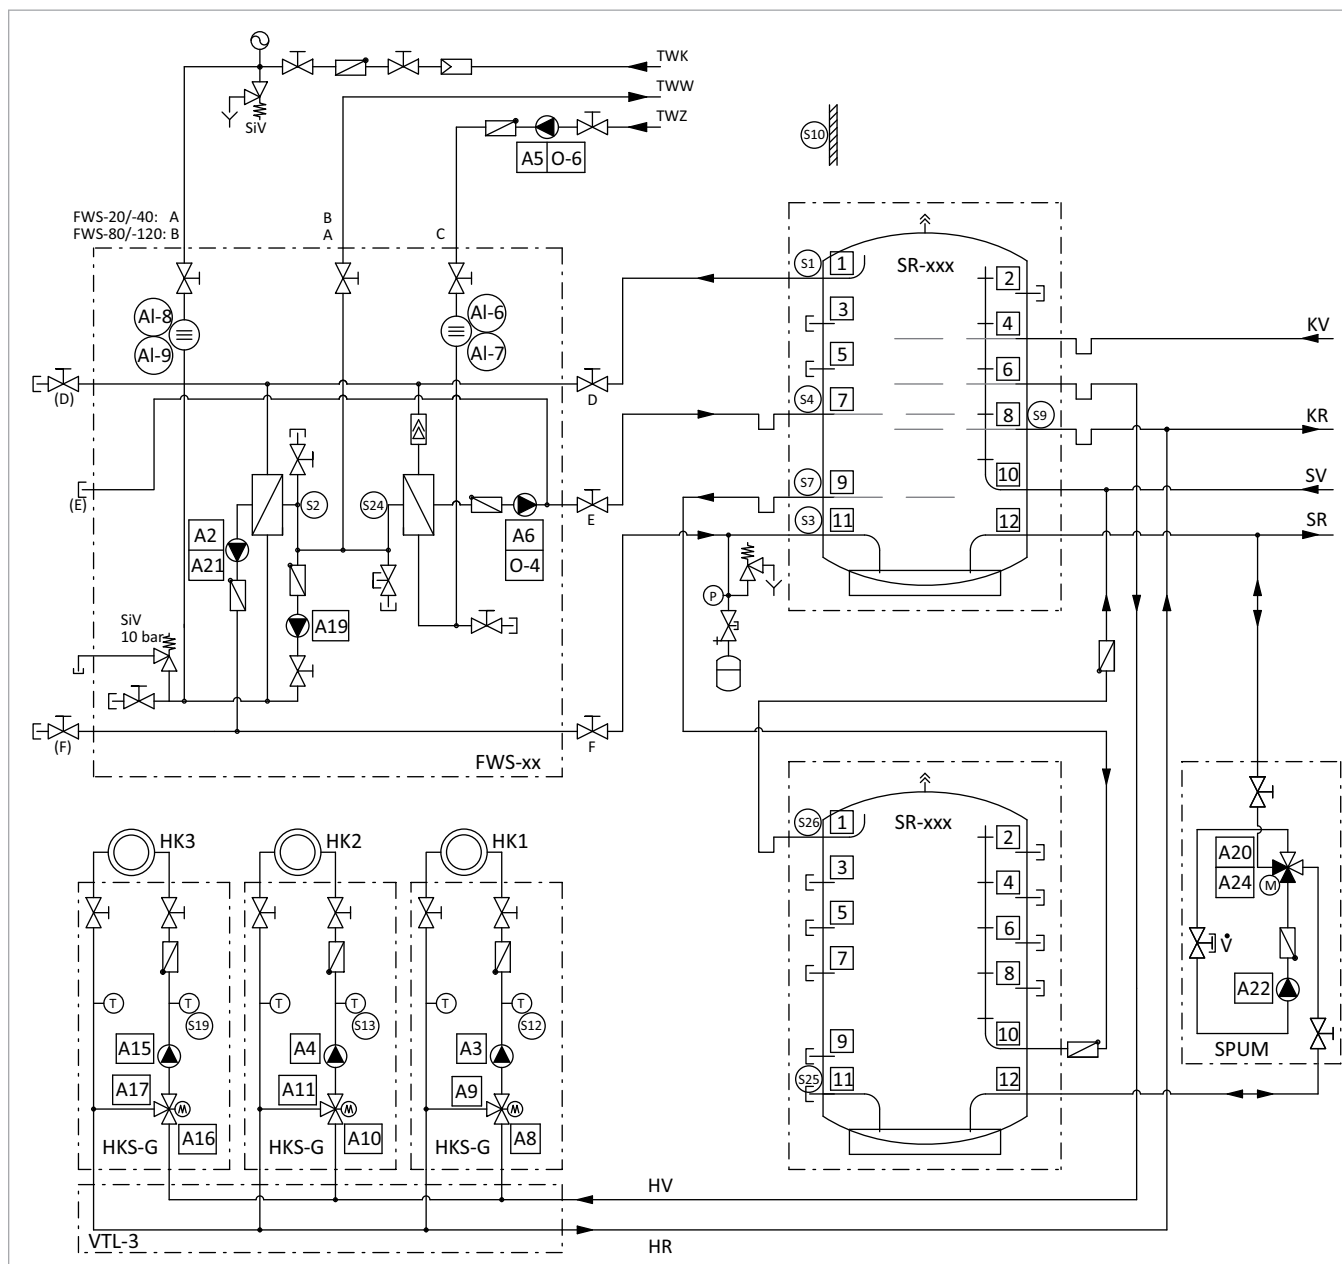 TWK
TWW
SiV
TWZ
A5 O-6
S10
FWS-20/-40: A
B
FWS-80/-120: B
A
C
S1
1
SR-xxx
2
Al-8
Al-6
3
4
KV
Al-9
Al-7
5
6
(D)
D
S4
7
8
S9
KR
(E)
S2
S24
E
S7
9
10
SV
A2
A6
S3
11
12
SR
A21
O-4
P
SiV
10 bar
A19
(F)
F
FWS-xx
HK3
HK2
HK1
S26
1
SR-xxx
2
A20
3
4
A24
M
5
6
V̇
7
8
A22
T
T
T
T
T
T
S19
S13
S12
A15
A4
A3
9
10
SPUM
A17
M
A11
M
A9
M
S25
11
12
HKS-G
A16
HKS-G
A10
HKS-G
A8
HV
VTL-3
HR